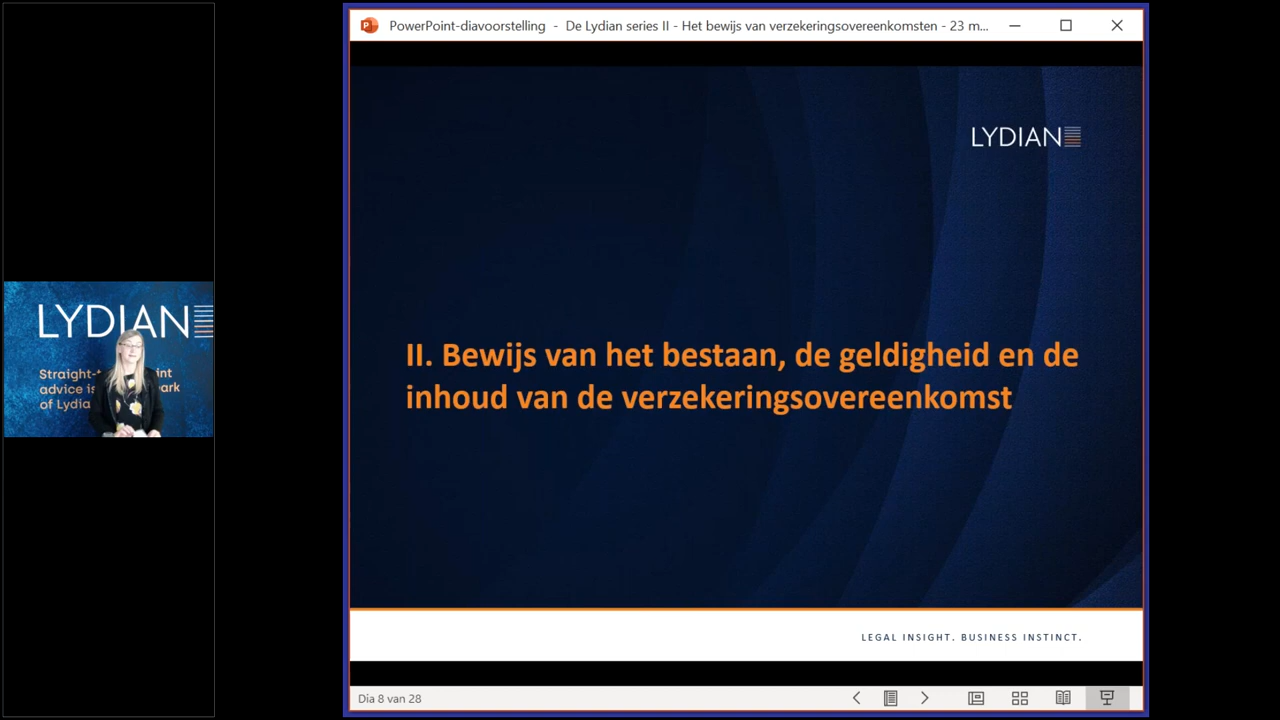 PowerPoint-diavoorstelling - De Lydian series II - Het bewijs van verzekeringsovereenkomsten - 23 m...
LYDIAN
II. Bewijs van het bestaan, de geldigheid en de
inhoud van de verzekeringsovereenkomst
LEGAL INSIGHT. BUSINESS INSTINCT.
Dia 8 van 28
LYDIAN
Straight-
advice is
of Lydia